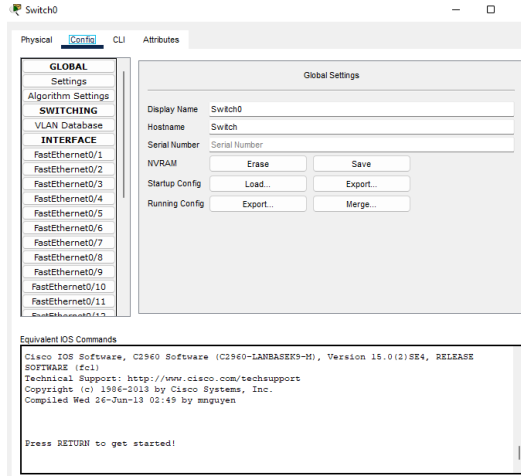 Switch0
Physical Config CLI Attributes
GLOBAL
Settings
Algorithm Settings
SWITCHING
VLAN Database
INTERFACE
FastEthernet0/1
FastEthernet0/2
FastEthernet0/3
FastEthernet0/4
FastEthernet0/5
FastEthernet0/6
FastEthernet0/7
FastEthernet0/8
FastEthernet0/9
FastEthernet0/10
FastEthernet0/11
FastEthernet0/12
Global Settings
Display Name Switch0
Hostname Switch
Serial Number Serial Number
NVRAM Erase Save
Startup Config Load... Export...
Running Config Export... Merge...
Equivalent IOS Commands
Cisco IOS Software, C2960 Software (C2960-LANBASEK9-M), Version 15.0(2)SE4, RELEASE
SOFTWARE (fc1)
Technical Support: http://www.cisco.com/techsupport
Copyright (c) 1986-2013 by Cisco Systems, Inc.
Compiled Wed 26-Jun-13 02:49 by mnguyen
Press RETURN to get started!